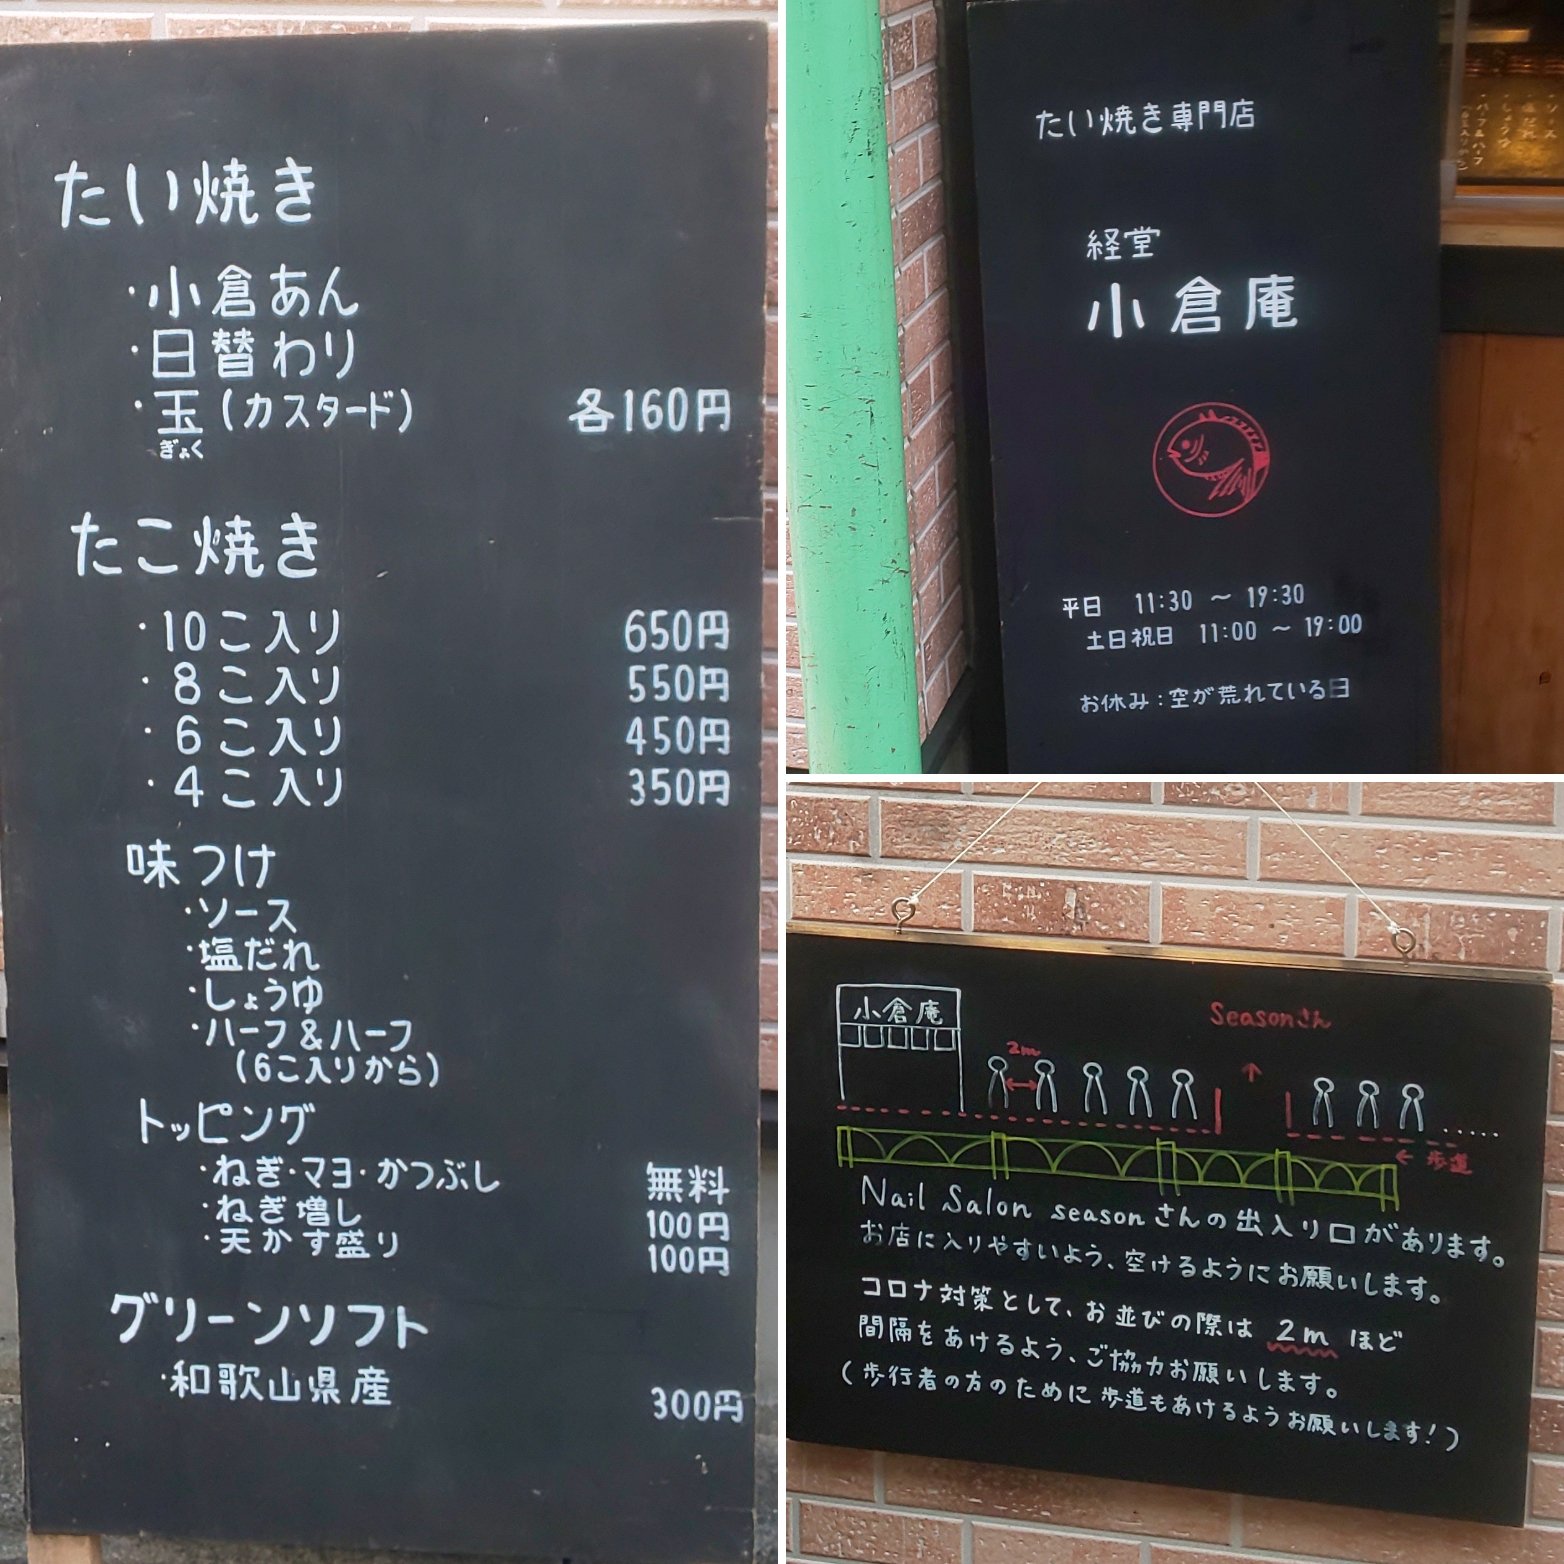 たい焼き
・小倉あん
・日替わり
・玉(カスタード) 各160円
ぎょく
たこ焼き
・10こ入り 650円
・8こ入り 550円
・6こ入り 450円
・4こ入り 350円
味つけ
・ソース
・塩だれ
・しょうゆ
・ハーフ&ハーフ
(6こ入りから)
トッピング
・ねぎ・マヨ・かつぶし 無料
・ねぎ増し 100円
・天かす盛り 100円
グリーンソフト
・和歌山県産 300円
たい焼き専門店
経堂
小倉庵
平日 11:30 〜 19:30
土日祝日 11:00 〜 19:00
お休み:空が荒れている日
小倉庵
Seasonさん
2m
← 歩道
Nail Salon seasonさんの出入り口があります。
お店に入りやすいよう、空けるようにお願いします。
コロナ対策として、お並びの際は 2m ほど
間隔をあけるよう、ご協力お願いします。
(歩行者の方のために歩道もあけるようお願いします!)